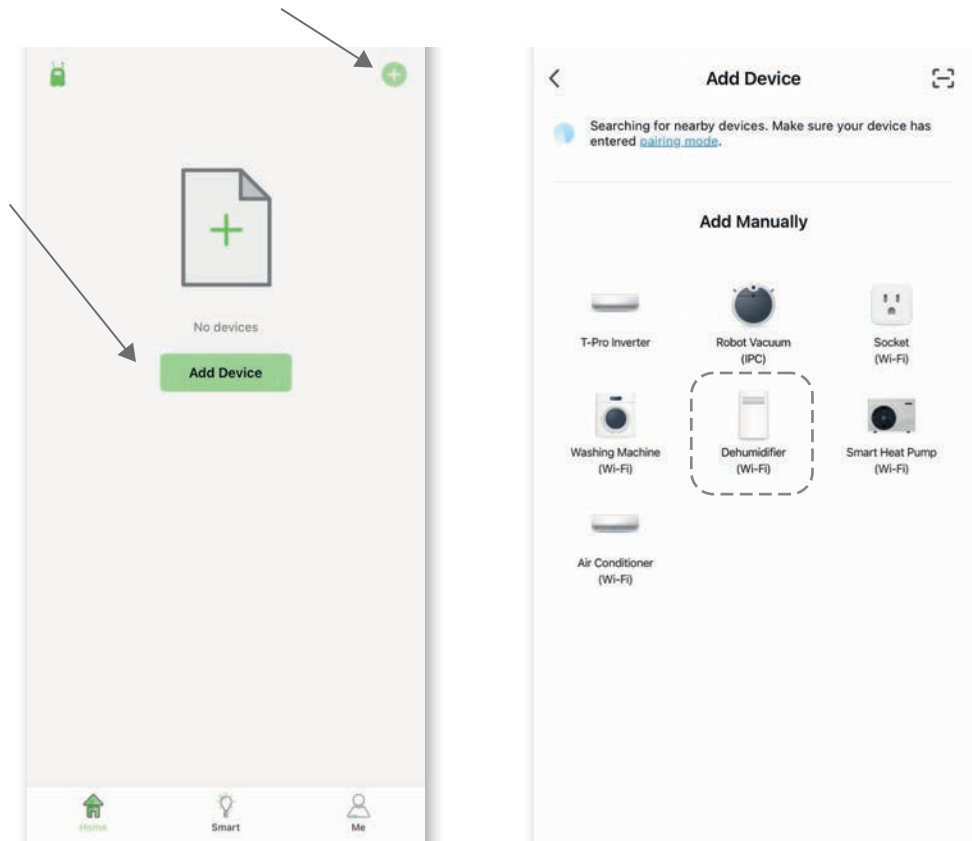 No devices
Add Device
Home
Smart
Me
Add Device
Searching for nearby devices. Make sure your device has
entered pairing mode.
Add Manually
T-Pro Inverter
Robot Vacuum
(IPC)
Socket
(Wi-Fi)
Washing Machine
(Wi-Fi)
Dehumidifier
(Wi-Fi)
Smart Heat Pump
(Wi-Fi)
Air Conditioner
(Wi-Fi)